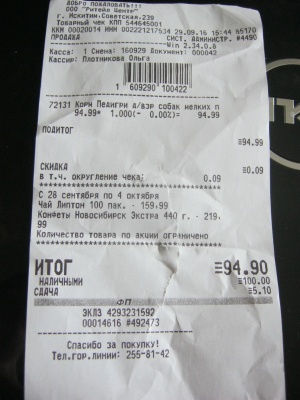 ДОБРО ПОЖАЛОВАТЬ!!!
ООО "Ритейл Центр"
г. Искитим-Советская-239
Товарный чек КПП 544645001
ККМ 00020014 ИНН 002221217534 29.09.16 15:44 й5170
ПРОДАЖА СИСТ. АДМИНИСТР. #4490
Win 2.34.0.6
Касса: 1 Смена: 160929 Документ: 000042
Кассир: Плотникова Ольга
1 609290 100422
72131 Корм Педигри д/взр собак мелких п
94.99* 1.000(- 0.00%)= 94.99
ПОДИТОГ
≡94.99
СКИДКА ≡0.09
в т.ч. округление чека: 0.09
С 28 сентября по 4 октября
Чай Липтон 100 пак. - 159.99
Конфеты Новосибирск Экстра 440 г. - 219.
99
Количество товара по акции ограничено
ИТОГ ≡94.90
НАЛИЧНЫМИ ≡100.00
СДАЧА ≡5.10
ФП
ЭКЛЗ 4293231592
00014616 #492473
Спасибо за покупку!
Тел.гор.линии: 255-81-42